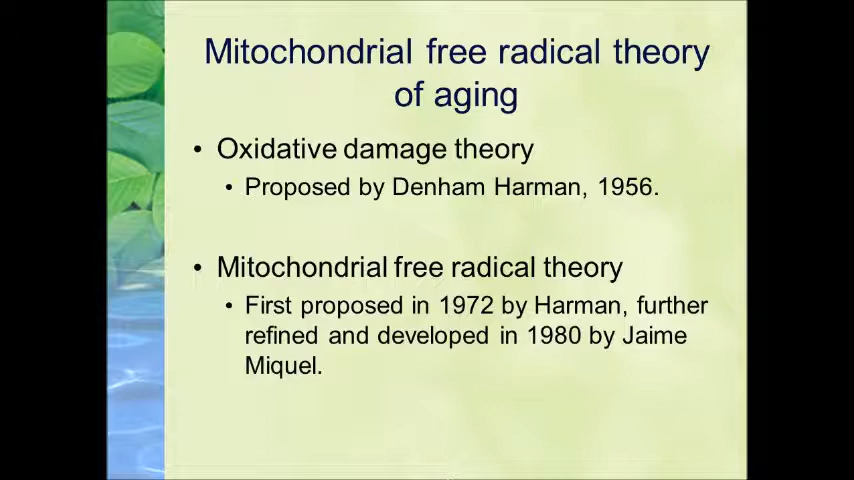 Mitochondrial free radical theory
of aging
• Oxidative damage theory
• Proposed by Denham Harman, 1956.
• Mitochondrial free radical theory
• First proposed in 1972 by Harman, further
refined and developed in 1980 by Jaime
Miquel.